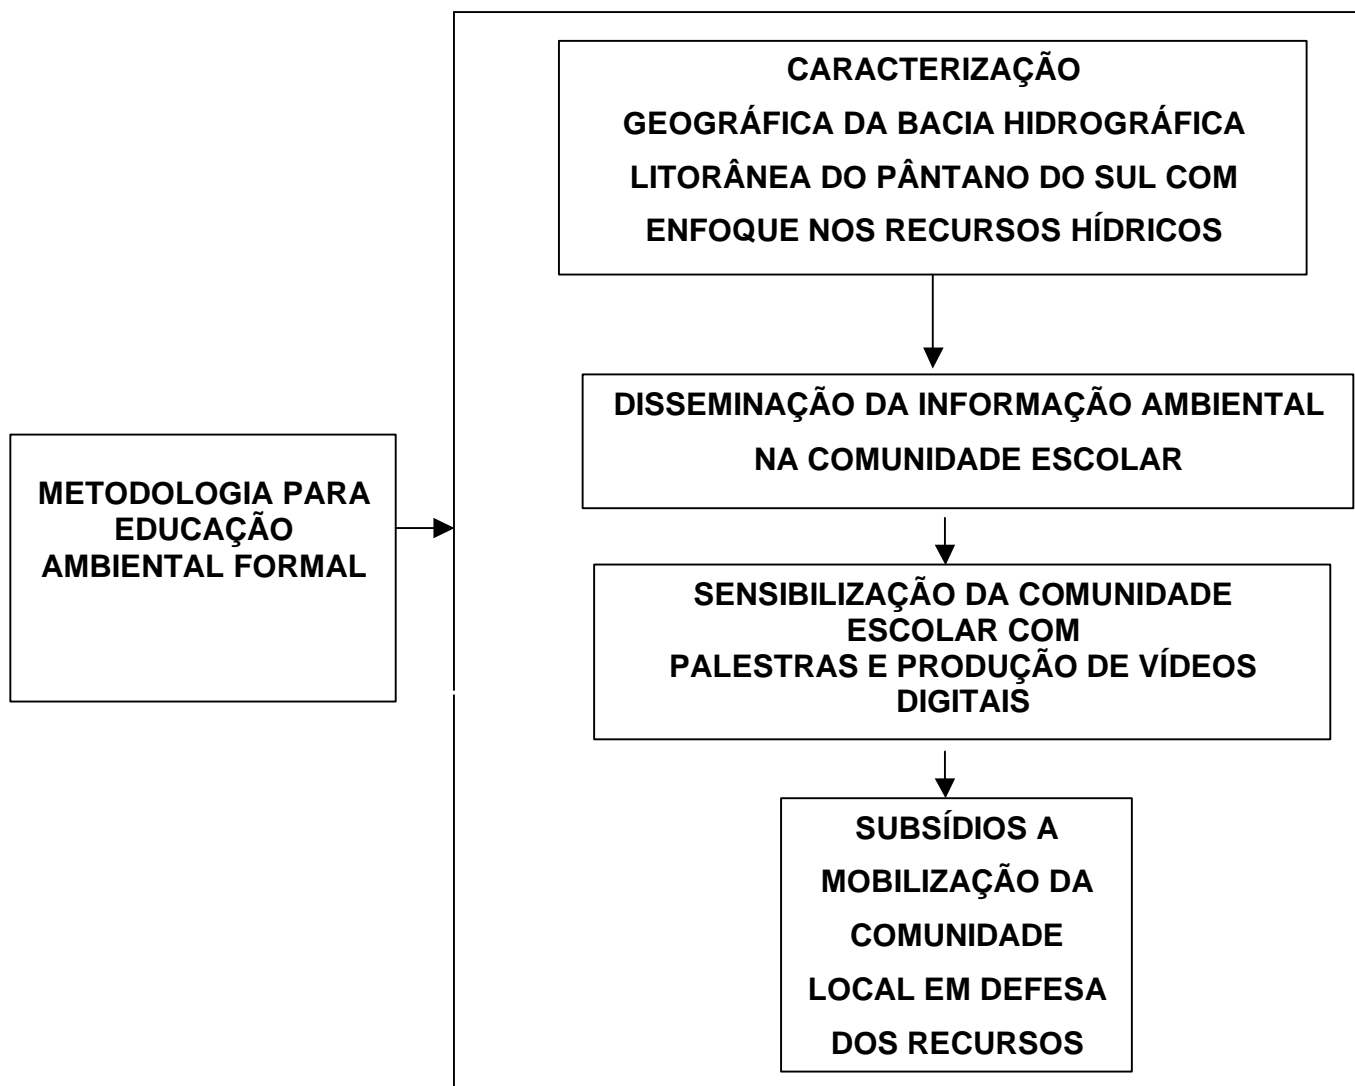 CARACTERIZAÇÃO
GEOGRÁFICA DA BACIA HIDROGRÁFICA
LITORÂNEA DO PÂNTANO DO SUL COM
ENFOQUE NOS RECURSOS HÍDRICOS
DISSEMINAÇÃO DA INFORMAÇÃO AMBIENTAL
NA COMUNIDADE ESCOLAR
METODOLOGIA PARA
EDUCAÇÃO
AMBIENTAL FORMAL
SENSIBILIZAÇÃO DA COMUNIDADE
ESCOLAR COM
PALESTRAS E PRODUÇÃO DE VÍDEOS
DIGITAIS
SUBSÍDIOS A
MOBILIZAÇÃO DA
COMUNIDADE
LOCAL EM DEFESA
DOS RECURSOS